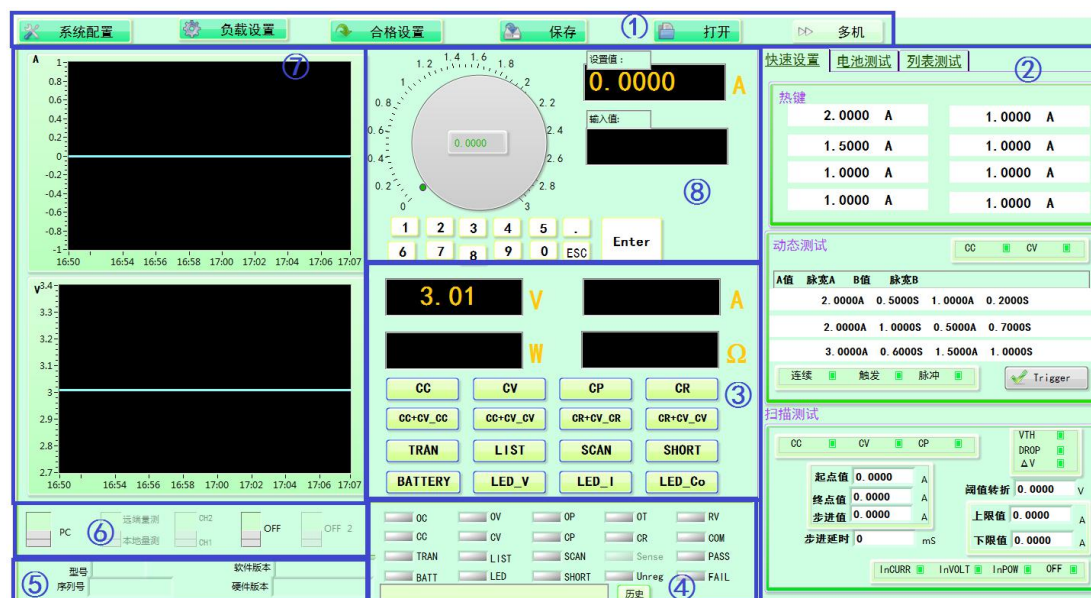 系统配置 负载设置 合格设置 ① 保存 打开 多机
A ⑦
1
0.8
0.6
0.4
0.2
0
-0.2
-0.4
-0.6
-0.8
-1
16:50 16:54 16:56 16:58 17:00 17:02 17:04 17:06 17:07
V
3.4
3.3
3.2
3.1
3
2.9
2.8
2.7
16:50 16:54 16:56 16:58 17:00 17:02 17:04 17:06 17:07
0 0.2 0.4 0.6 0.8 1 1.2 1.4 1.6 1.8 2 2.2 2.4 2.6 2.8 3
0.0000
设置值：
0.0000 A
输入值:
⑧
1 2 3 4 5 .
6 7 8 9 0 ESC
Enter
3.01 V A
W Ω
CC CV CP CR
③
CC+CV_CC CC+CV_CV CR+CV_CR CR+CV_CV
TRAN LIST SCAN SHORT
BATTERY LED_V LED_I LED_Co
快速设置 电池测试 列表测试 ②
热键
2.0000 A 1.0000 A
1.5000 A 1.0000 A
1.0000 A 1.0000 A
1.0000 A 1.0000 A
动态测试 CC CV
A值 脉宽A B值 脉宽B
2.0000A 0.5000S 1.0000A 0.2000S
2.0000A 1.0000S 0.5000A 0.7000S
3.0000A 0.6000S 1.5000A 1.0000S
连续 触发 脉冲 Trigger
扫描测试
CC CV CP
VTH
DROP
△V
起点值 0.0000 A
终点值 0.0000 A
步进值 0.0000 A
步进延时 0 mS
阈值转折 0.0000 V
上限值 0.0000 A
下限值 0.0000 A
InCURR InVOLT InPOW OFF
PC ⑥ 远端量测 本地量测 CH2 CH1 OFF OFF 2
⑤ 型号 软件版本
序列号 硬件版本
OC OV OP OT RV
CC CV CP CR COM
TRAN LIST SCAN Sense PASS
BATT LED SHORT Unreg FAIL
历史 ④